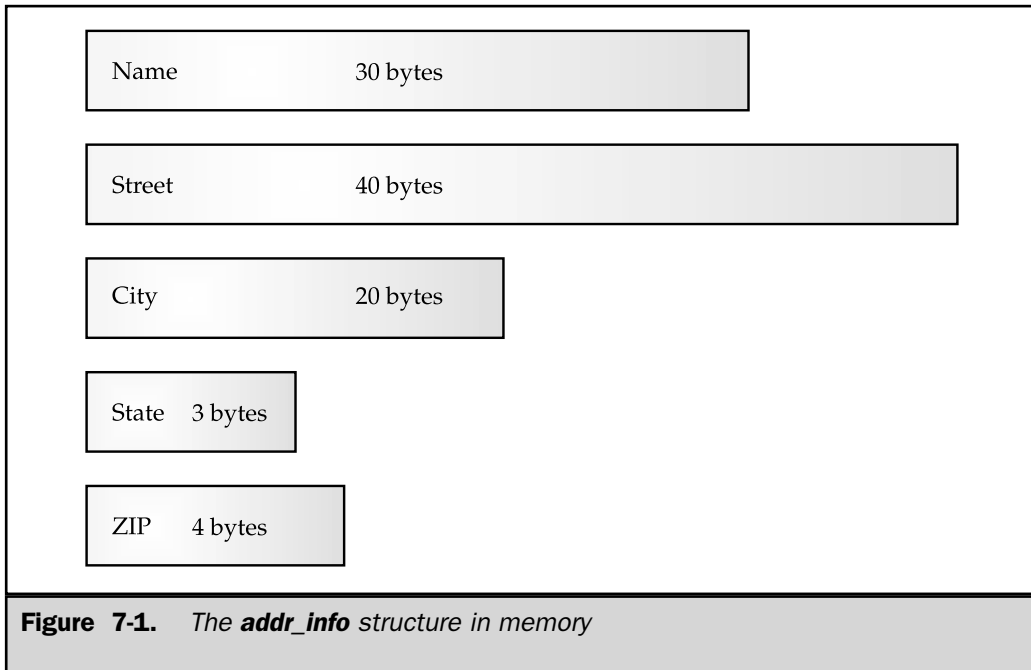 Name 30 bytes
Street 40 bytes
City 20 bytes
State 3 bytes
ZIP 4 bytes
Figure 7-1. The addr_info structure in memory